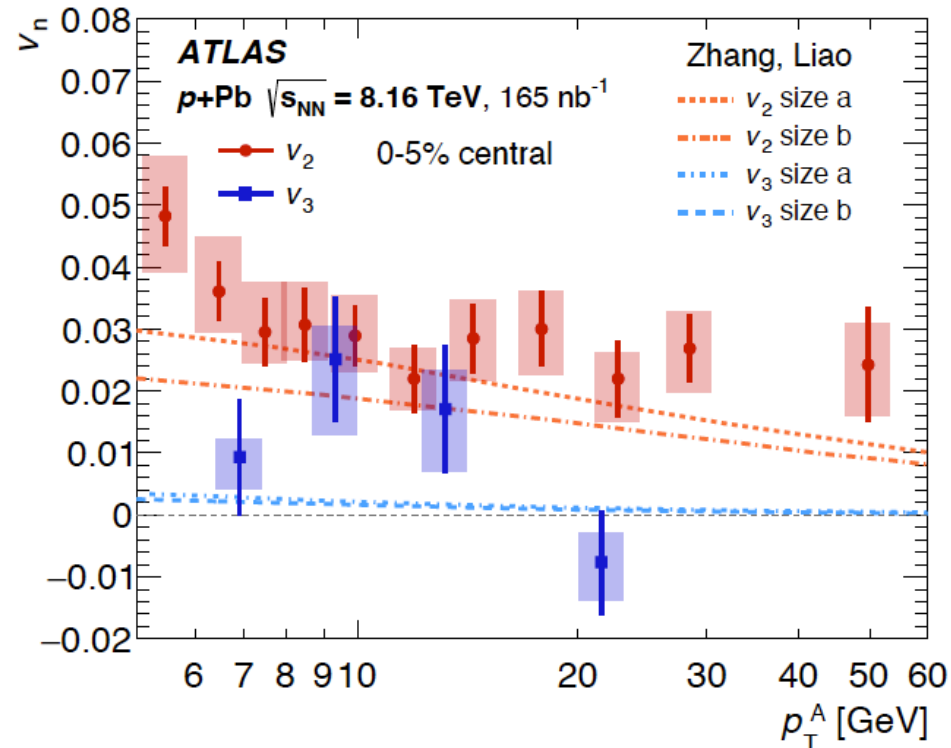 v_n
0.08
0.07
0.06
0.05
0.04
0.03
0.02
0.01
0
−0.01
−0.02
ATLAS
p+Pb √s_NN = 8.16 TeV, 165 nb⁻¹
v_2 0-5% central
v_3
Zhang, Liao
v_2 size a
v_2 size b
v_3 size a
v_3 size b
6 7 8 9 10 20 30 40 50 60
p_T^A [GeV]